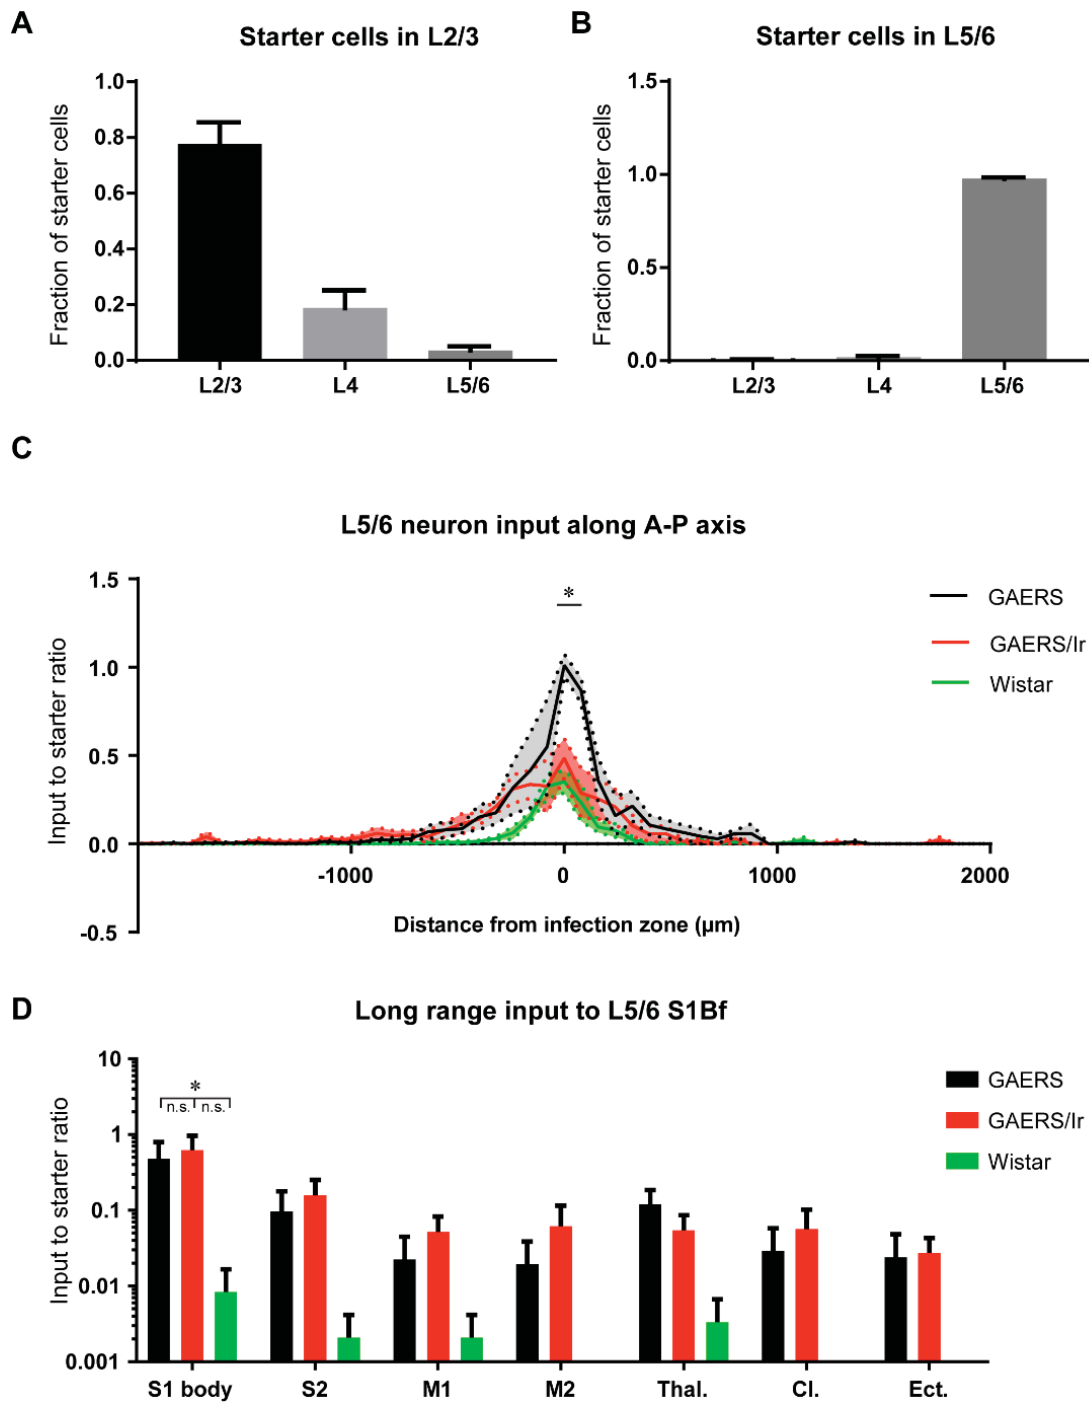 A
Starter cells in L2/3
Fraction of starter cells
1.0
0.8
0.6
0.4
0.2
0.0
L2/3 L4 L5/6
B
Starter cells in L5/6
Fraction of starter cells
1.5
1.0
0.5
0.0
L2/3 L4 L5/6
C
L5/6 neuron input along A-P axis
Input to starter ratio
1.5
1.0
0.5
0.0
-0.5
*
-1000 0 1000 2000
Distance from infection zone (μm)
GAERS
GAERS/Ir
Wistar
D
Long range input to L5/6 S1Bf
Input to starter ratio
10
1
0.1
0.01
0.001
*
n.s. n.s.
S1 body S2 M1 M2 Thal. Cl. Ect.
GAERS
GAERS/Ir
Wistar